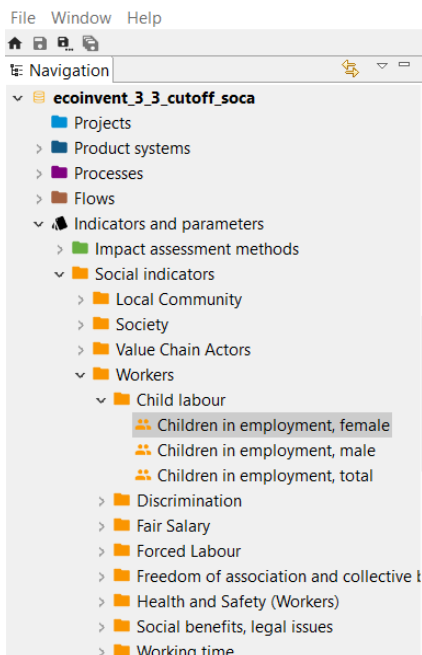 File Window Help
Navigation
ecoinvent_3_3_cutoff_soca
Projects
Product systems
Processes
Flows
Indicators and parameters
Impact assessment methods
Social indicators
Local Community
Society
Value Chain Actors
Workers
Child labour
Children in employment, female
Children in employment, male
Children in employment, total
Discrimination
Fair Salary
Forced Labour
Freedom of association and collective
Health and Safety (Workers)
Social benefits, legal issues
Working time